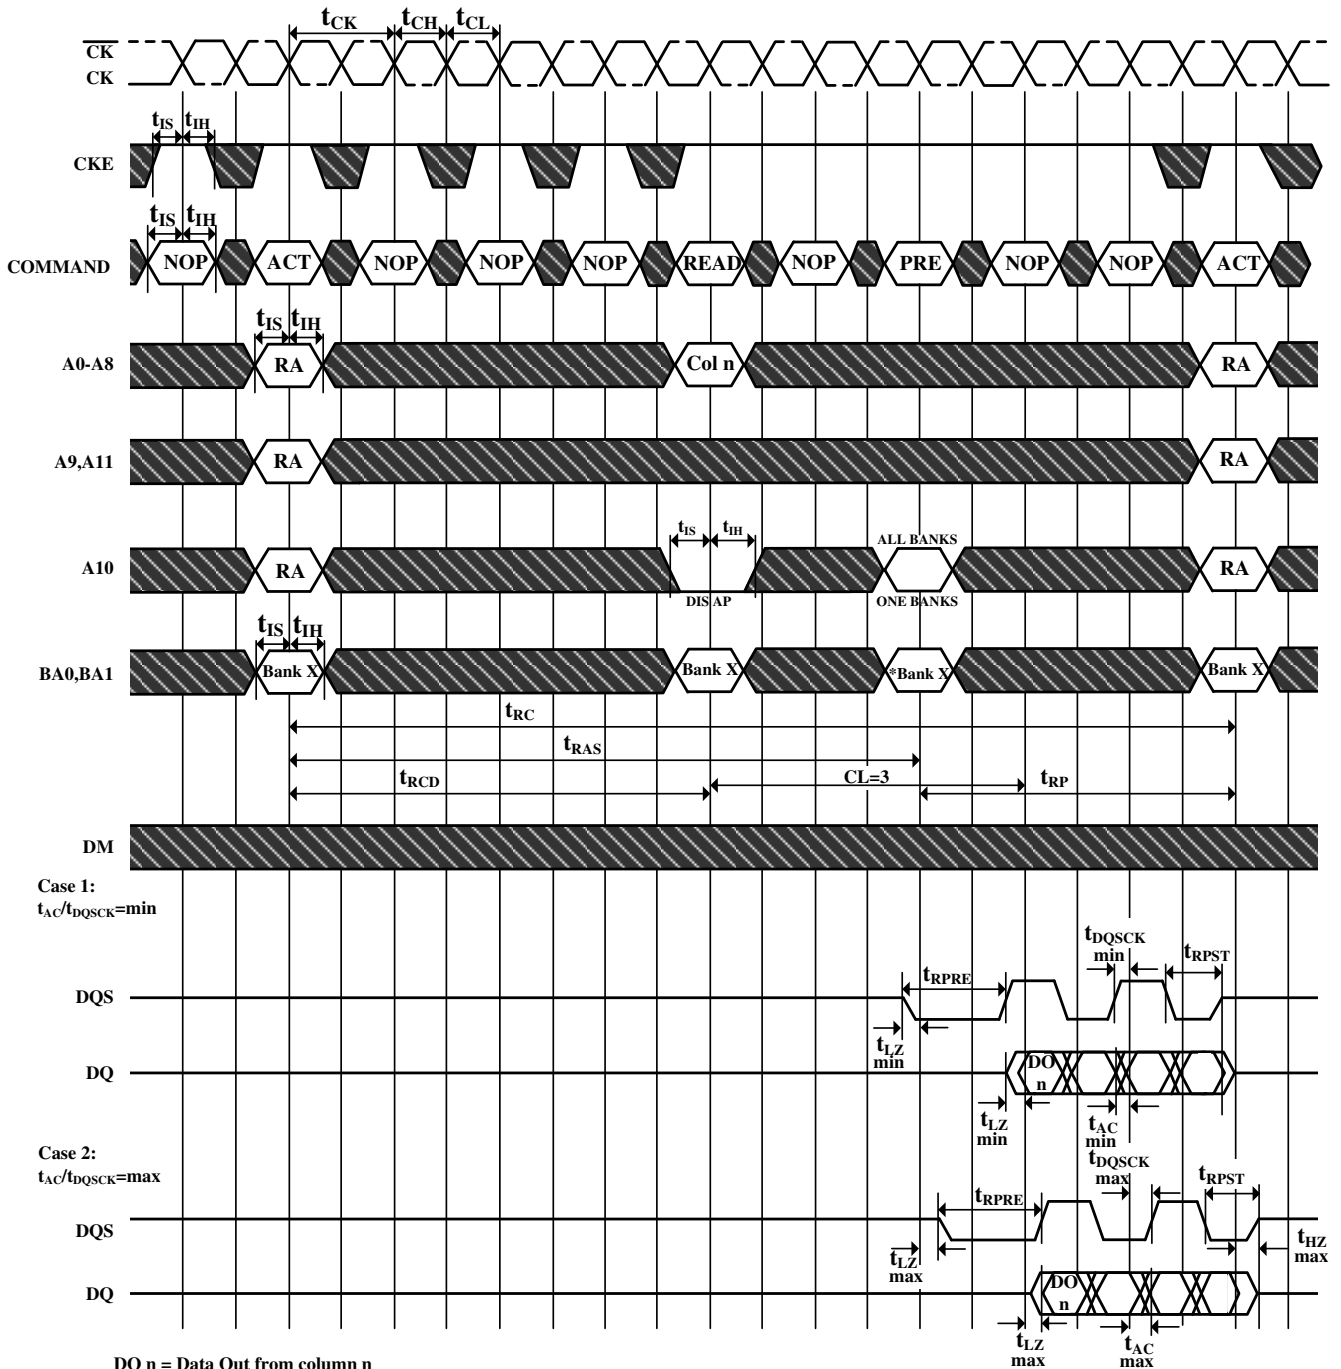 tCK tCH tCL
CK
CK
tIS tIH
CKE
tIS tIH
COMMAND NOP ACT NOP NOP NOP READ NOP PRE NOP NOP ACT
tIS tIH
A0-A8 RA Col n RA
A9,A11 RA RA
tIS tIH ALL BANKS
A10 RA RA
DIS AP ONE BANKS
tIS tIH
BA0,BA1 Bank X Bank X *Bank X Bank X
tRC
tRAS
tRCD CL=3 tRP
DM
Case 1:
tAC/tDQSCK=min
tDQSCK
min tRPST
tRPRE
DQS
tLZ
min
DQ DO
n
tLZ
min
tAC
min
Case 2:
tAC/tDQSCK=max
tDQSCK
max tRPST
tRPRE
DQS
tLZ
max
tHZ
max
DQ DO
n
tLZ
max
tAC
max
DO n = Data Out from column n